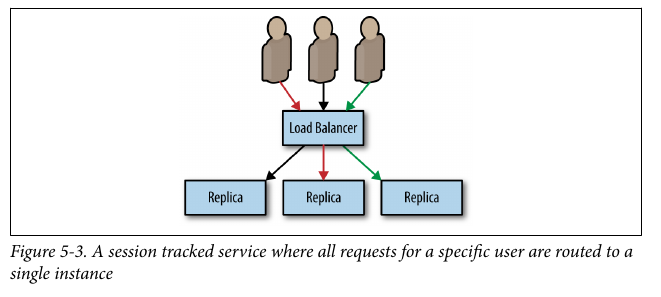 Load Balancer
Replica
Replica
Replica
Figure 5-3. A session tracked service where all requests for a specific user are routed to a
single instance